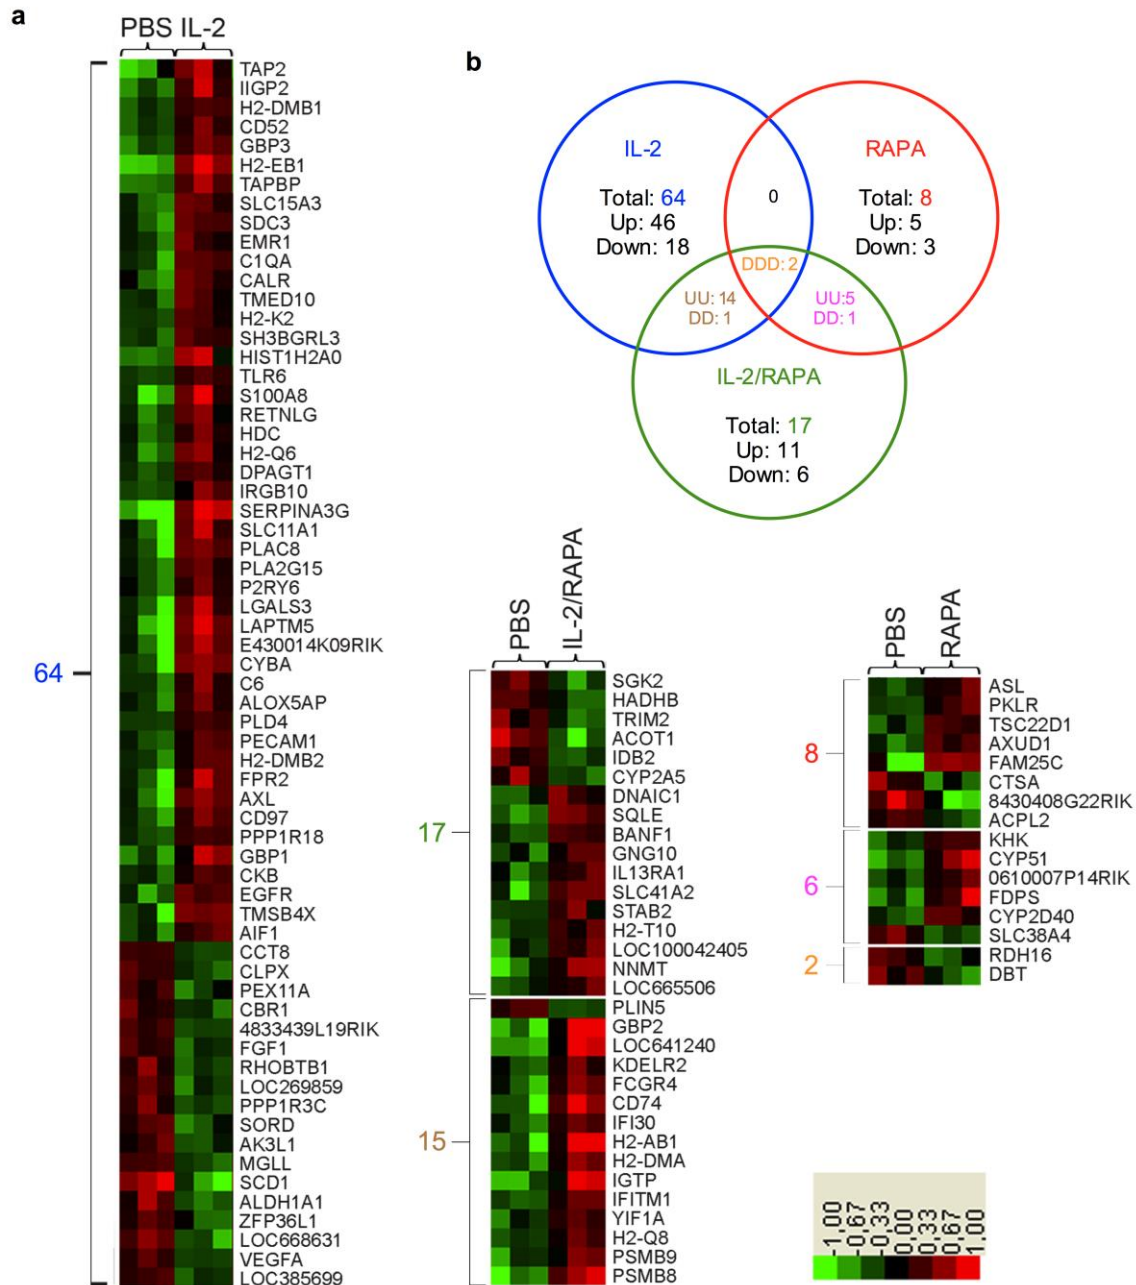 a
PBS IL-2
TAP2
IIGP2
H2-DMB1
CD52
GBP3
H2-EB1
TAPBP
SLC15A3
SDC3
EMR1
C1QA
CALR
TMED10
H2-K2
SH3BGRL3
HIST1H2A0
TLR6
S100A8
RETNLG
HDC
H2-Q6
DPAGT1
IRGB10
SERPINA3G
SLC11A1
PLAC8
PLA2G15
P2RY6
LGALS3
LAPTM5
E430014K09RIK
CYBA
C6
ALOX5AP
PLD4
PECAM1
H2-DMB2
FPR2
AXL
CD97
PPP1R18
GBP1
CKB
EGFR
TMSB4X
AIF1
CCT8
CLPX
PEX11A
CBR1
4833439L19RIK
FGF1
RHOBTB1
LOC269859
PPP1R3C
SORD
AK3L1
MGLL
SCD1
ALDH1A1
ZFP36L1
LOC668631
VEGFA
LOC385699
64
b
IL-2
Total: 64
Up: 46
Down: 18
0
RAPA
Total: 8
Up: 5
Down: 3
DDD: 2
UU: 14
DD: 1
UU:5
DD: 1
IL-2/RAPA
Total: 17
Up: 11
Down: 6
PBS
IL-2/RAPA
17
SGK2
HADHB
TRIM2
ACOT1
IDB2
CYP2A5
DNAIC1
SQLE
BANF1
GNG10
IL13RA1
SLC41A2
STAB2
H2-T10
LOC100042405
NNMT
LOC665506
15
PLIN5
GBP2
LOC641240
KDELR2
FCGR4
CD74
IFI30
H2-AB1
H2-DMA
IGTP
IFITM1
YIF1A
H2-Q8
PSMB9
PSMB8
PBS
RAPA
8
ASL
PKLR
TSC22D1
AXUD1
FAM25C
CTSA
8430408G22RIK
ACPL2
6
KHK
CYP51
0610007P14RIK
FDPS
CYP2D40
SLC38A4
2
RDH16
DBT
-1,00
-0,67
-0,33
0,00
0,33
0,67
1,00